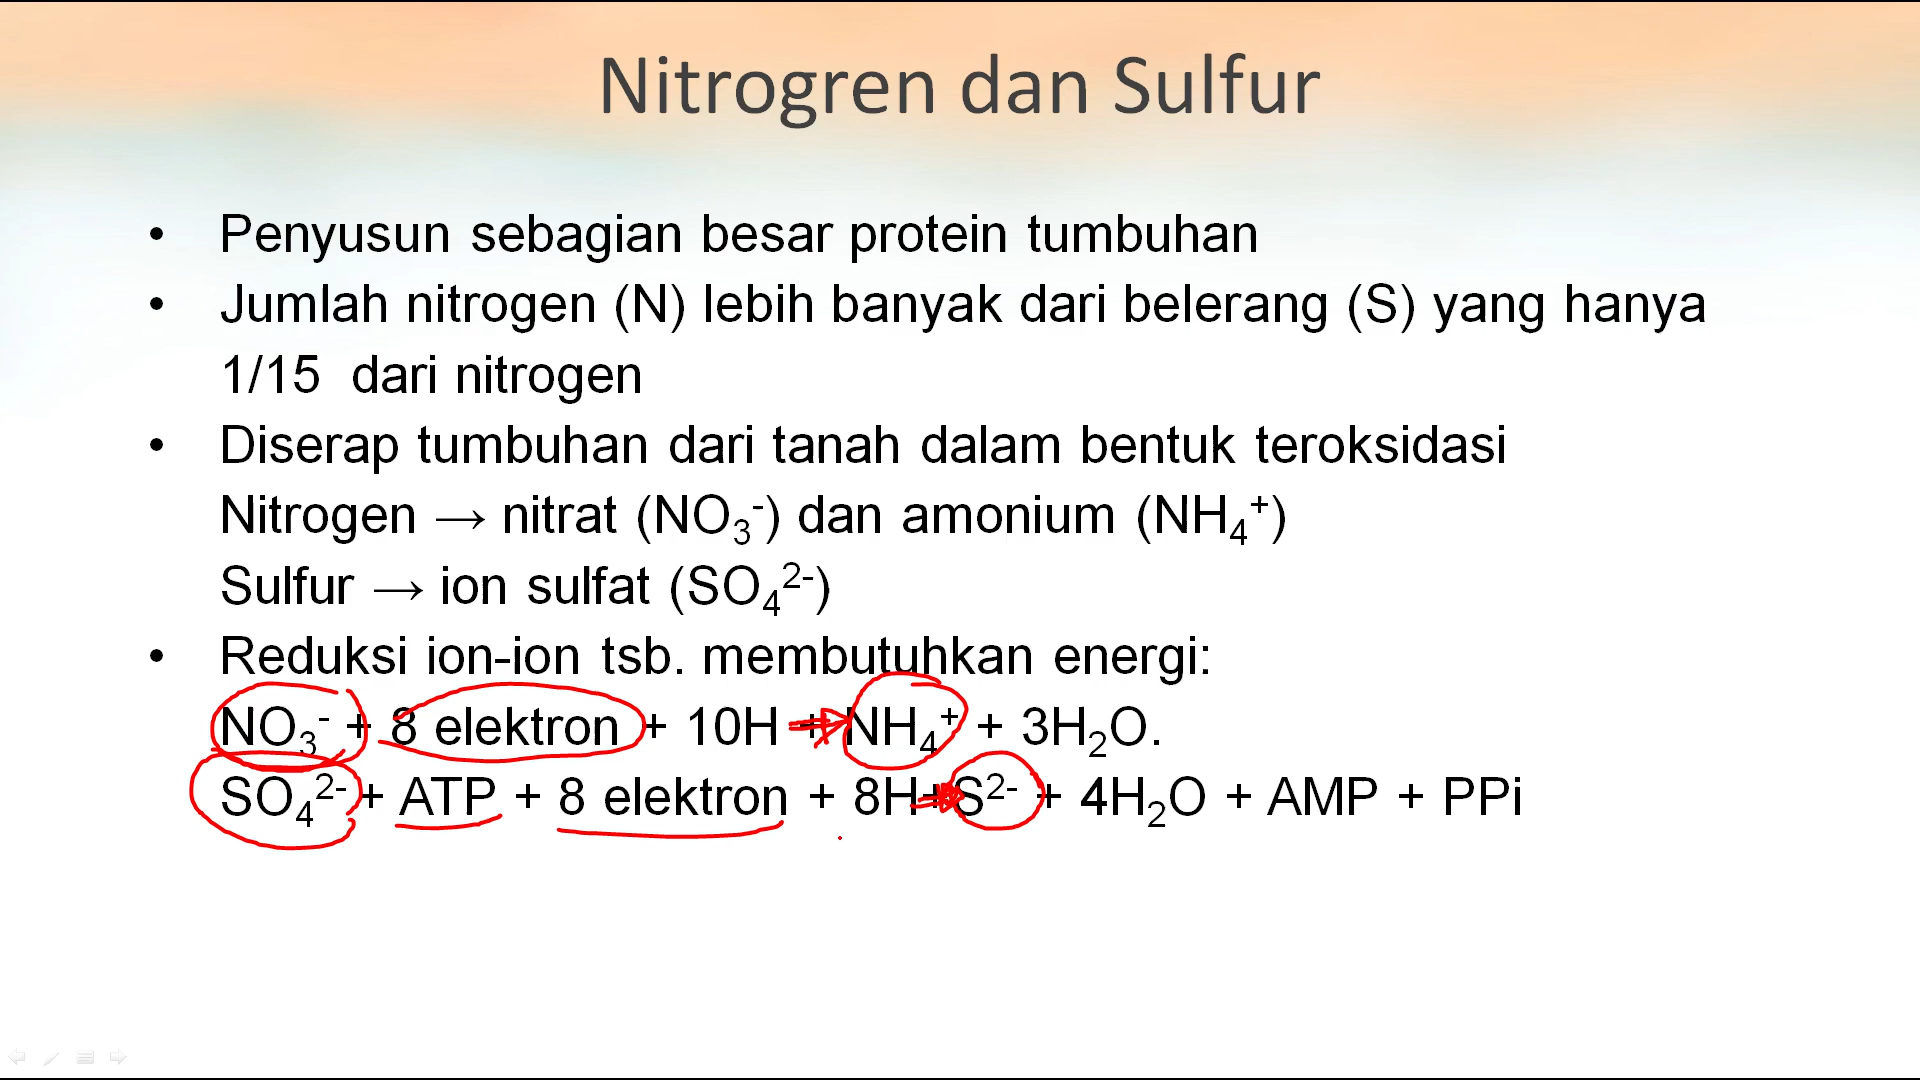 Nitrogren dan Sulfur
• Penyusun sebagian besar protein tumbuhan
• Jumlah nitrogen (N) lebih banyak dari belerang (S) yang hanya
1/15 dari nitrogen
• Diserap tumbuhan dari tanah dalam bentuk teroksidasi
Nitrogen → nitrat (NO₃⁻) dan amonium (NH₄⁺)
Sulfur → ion sulfat (SO₄²⁻)
• Reduksi ion-ion tsb. membutuhkan energi:
NO₃⁻ + 8 elektron + 10H + → NH₄⁺ + 3H₂O.
SO₄²⁻ + ATP + 8 elektron + 8H+ → S²⁻ + 4H₂O + AMP + PPi